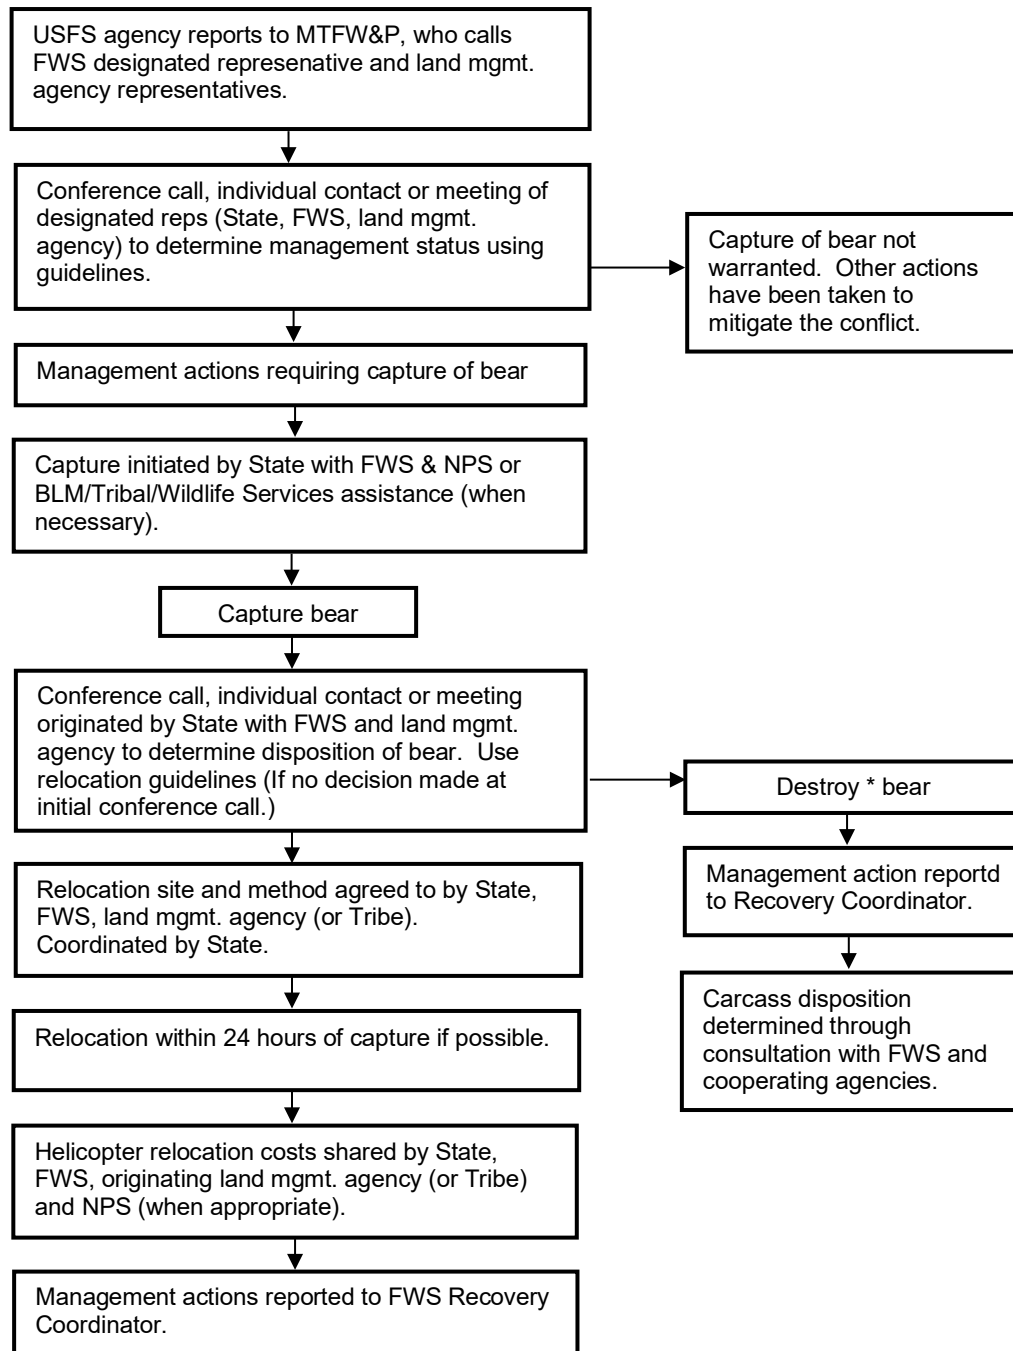 USFS agency reports to MTFW&P, who calls
FWS designated represenative and land mgmt.
agency representatives.
Conference call, individual contact or meeting of
designated reps (State, FWS, land mgmt.
agency) to determine management status using
guidelines.
Capture of bear not
warranted.  Other actions
have been taken to
mitigate the conflict.
Management actions requiring capture of bear
Capture initiated by State with FWS & NPS or
BLM/Tribal/Wildlife Services assistance (when
necessary).
Capture bear
Conference call, individual contact or meeting
originated by State with FWS and land mgmt.
agency to determine disposition of bear.  Use
relocation guidelines (If no decision made at
initial conference call.)
Destroy * bear
Management action reportd
to Recovery Coordinator.
Carcass disposition
determined through
consultation with FWS and
cooperating agencies.
Relocation site and method agreed to by State,
FWS, land mgmt. agency (or Tribe).
Coordinated by State.
Relocation within 24 hours of capture if possible.
Helicopter relocation costs shared by State,
FWS, originating land mgmt. agency (or Tribe)
and NPS (when appropriate).
Management actions reported to FWS Recovery
Coordinator.